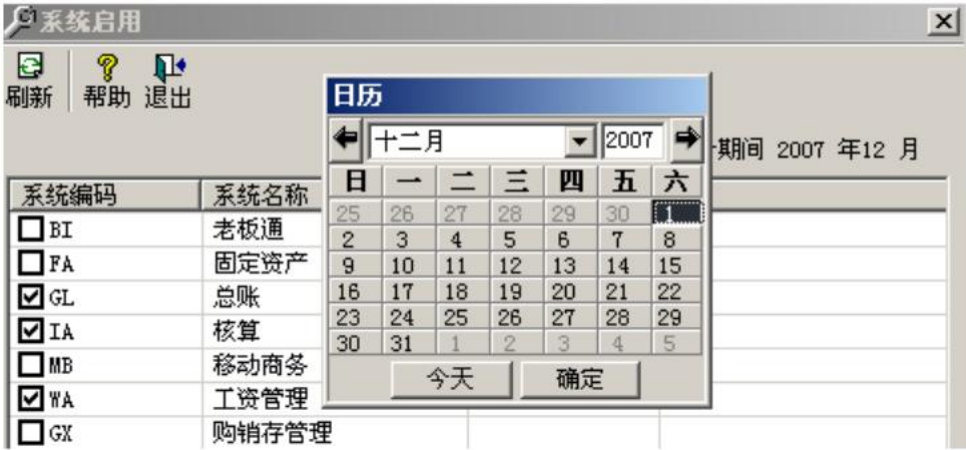 系统启用
刷新 帮助 退出
日历
十二月 2007
期间 2007 年12 月
日 一 二 三 四 五 六
25 26 27 28 29 30 1
2 3 4 5 6 7 8
9 10 11 12 13 14 15
16 17 18 19 20 21 22
23 24 25 26 27 28 29
30 31 1 2 3 4 5
今天 确定
系统编码 系统名称
BI 老板通
FA 固定资产
GL 总账
IA 核算
MB 移动商务
WA 工资管理
GX 购销存管理